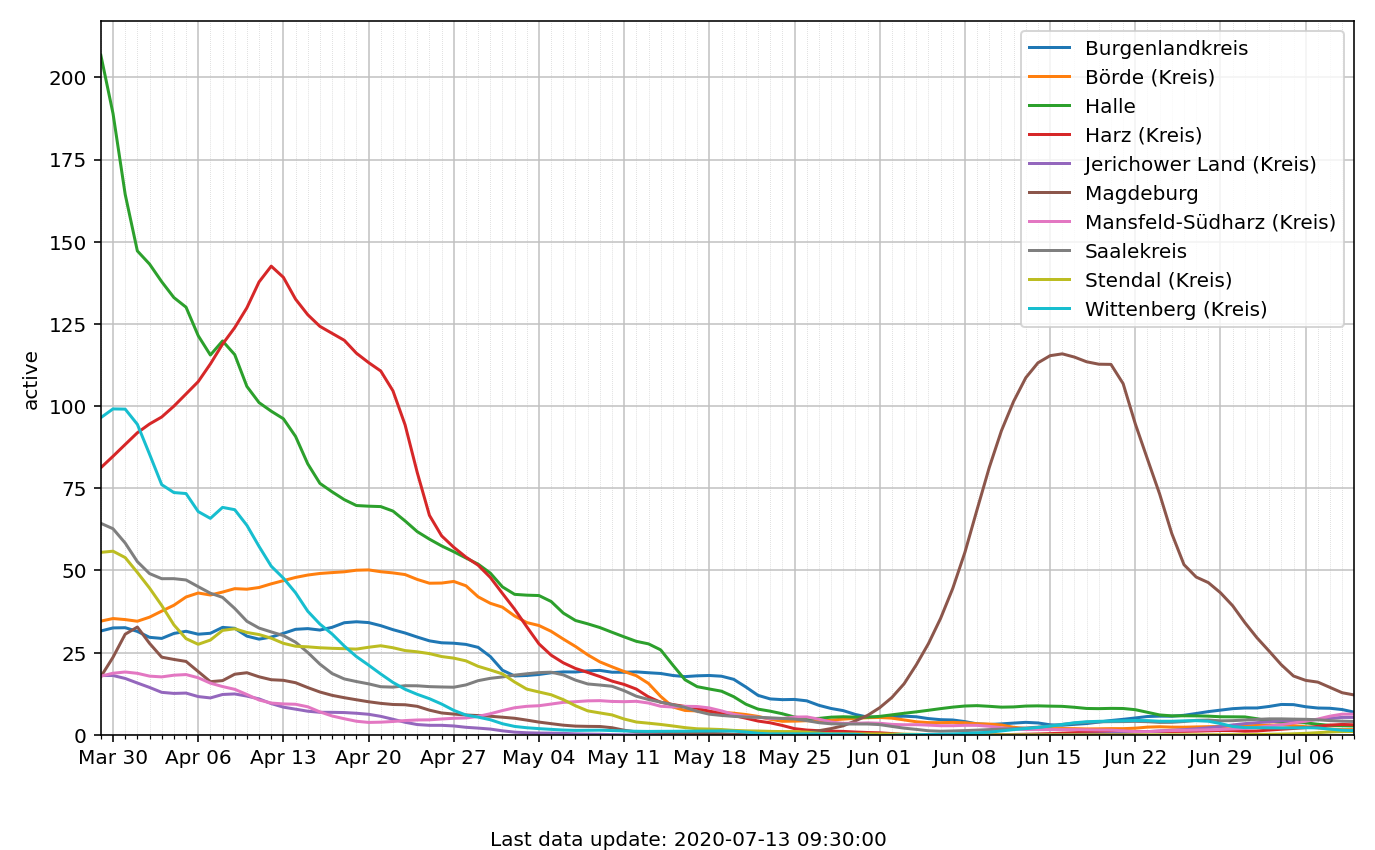 200
175
150
125
100
75
50
25
0
active
Burgenlandkreis
Börde (Kreis)
Halle
Harz (Kreis)
Jerichower Land (Kreis)
Magdeburg
Mansfeld-Südharz (Kreis)
Saalekreis
Stendal (Kreis)
Wittenberg (Kreis)
Mar 30 Apr 06 Apr 13 Apr 20 Apr 27 May 04 May 11 May 18 May 25 Jun 01 Jun 08 Jun 15 Jun 22 Jun 29 Jul 06
Last data update: 2020-07-13 09:30:00